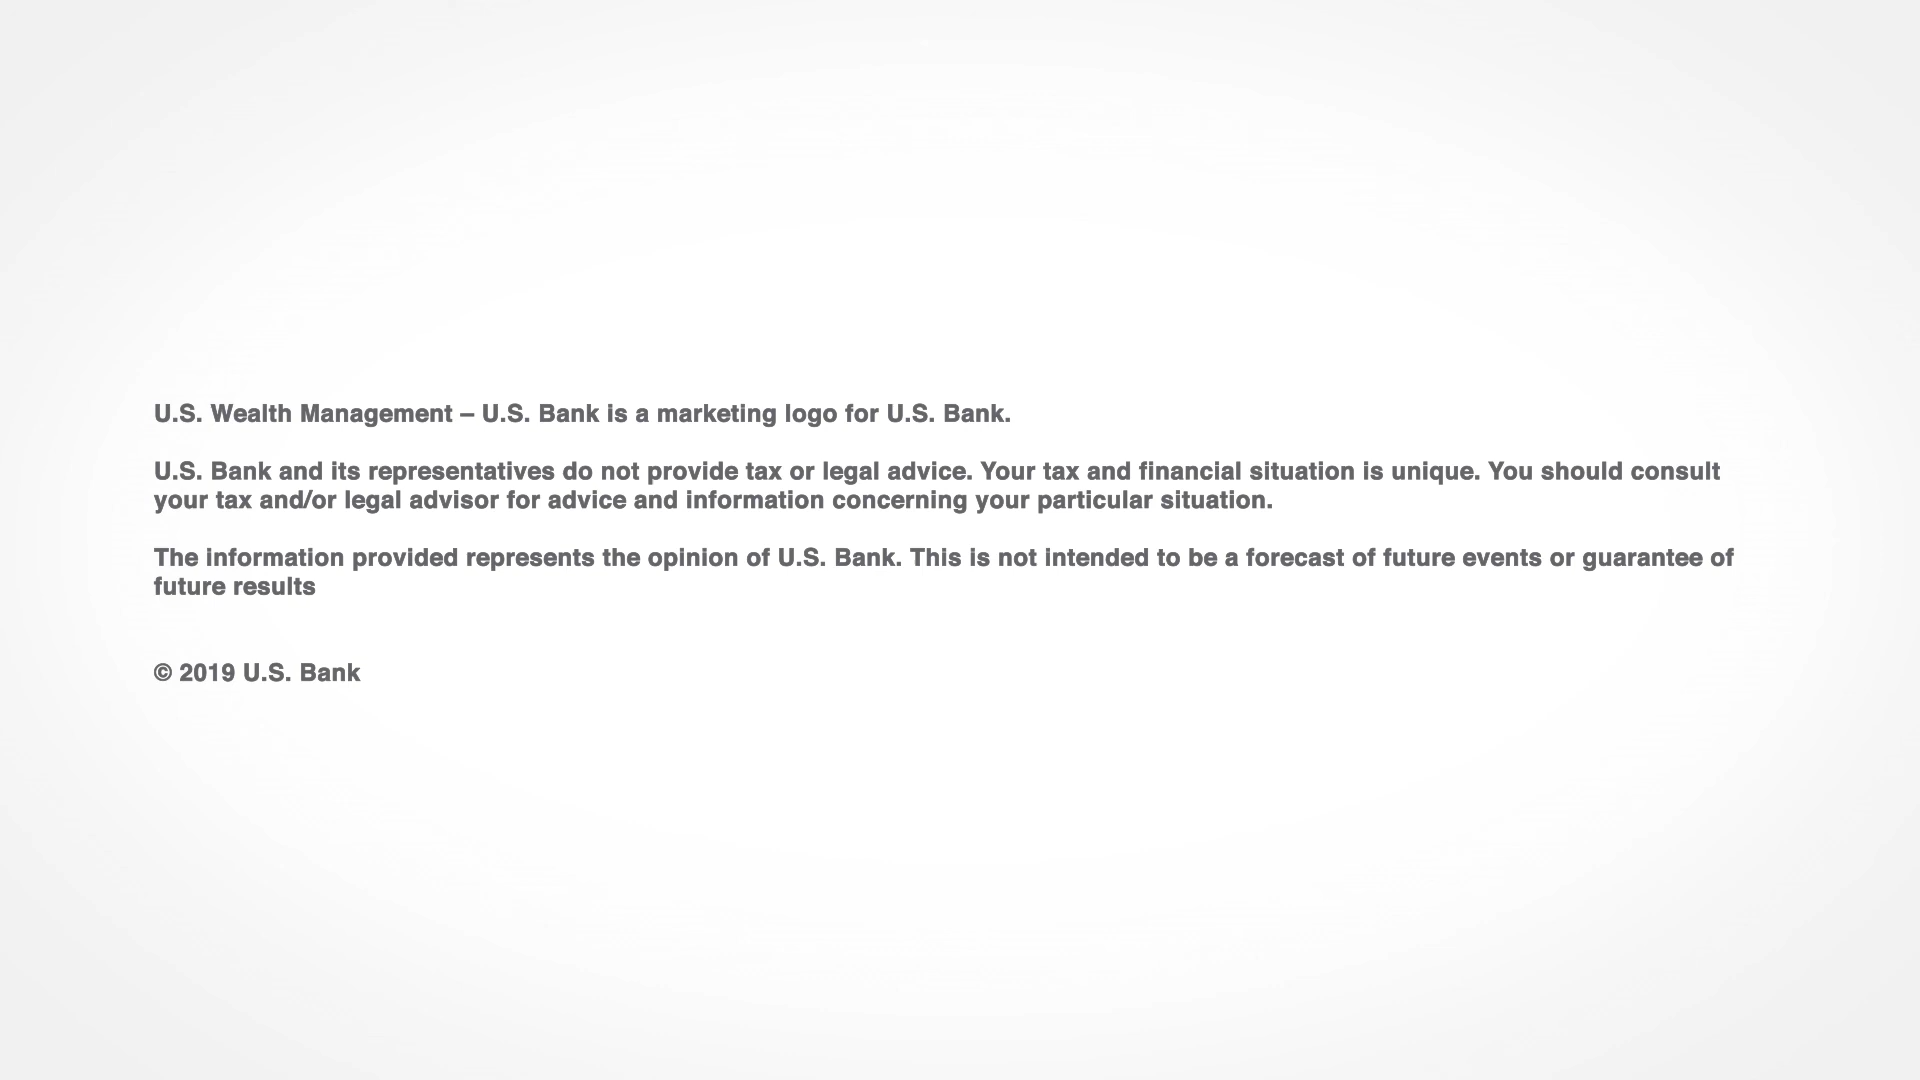 U.S. Wealth Management – U.S. Bank is a marketing logo for U.S. Bank.
U.S. Bank and its representatives do not provide tax or legal advice. Your tax and financial situation is unique. You should consult
your tax and/or legal advisor for advice and information concerning your particular situation.
The information provided represents the opinion of U.S. Bank. This is not intended to be a forecast of future events or guarantee of
future results
© 2019 U.S. Bank